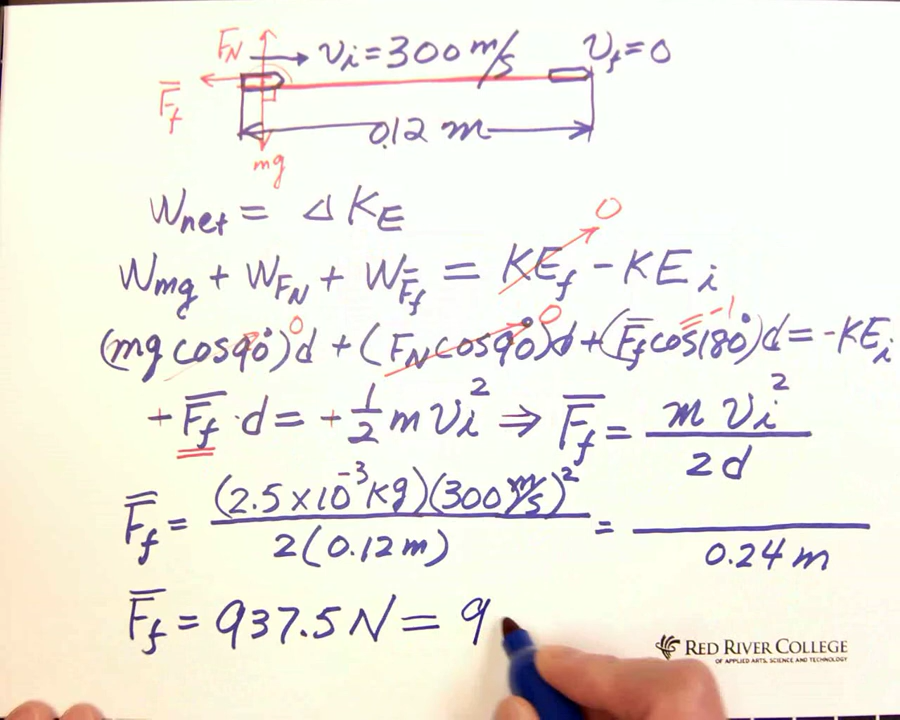 F_N v_i = 300 m/s v_f = 0
F̅_f
0.12 m
mg
W_net = Δ K_E
0
W_mg + W_F_N + W_F̅_f = KE_f - KE_i
0 0 = -1
(mg cos90°)d + (F_N cos90°)d + (F̅_f cos180°)d = -KE_i
+ F̅_f · d = + 1/2 m v_i² ⇒ F̅_f = m v_i² / 2d
F̅_f = (2.5 × 10⁻³ kg)(300 m/s)² / 2(0.12 m) = / 0.24 m
F̅_f = 937.5 N = 9
RED RIVER COLLEGE
OF APPLIED ARTS, SCIENCE AND TECHNOLOGY